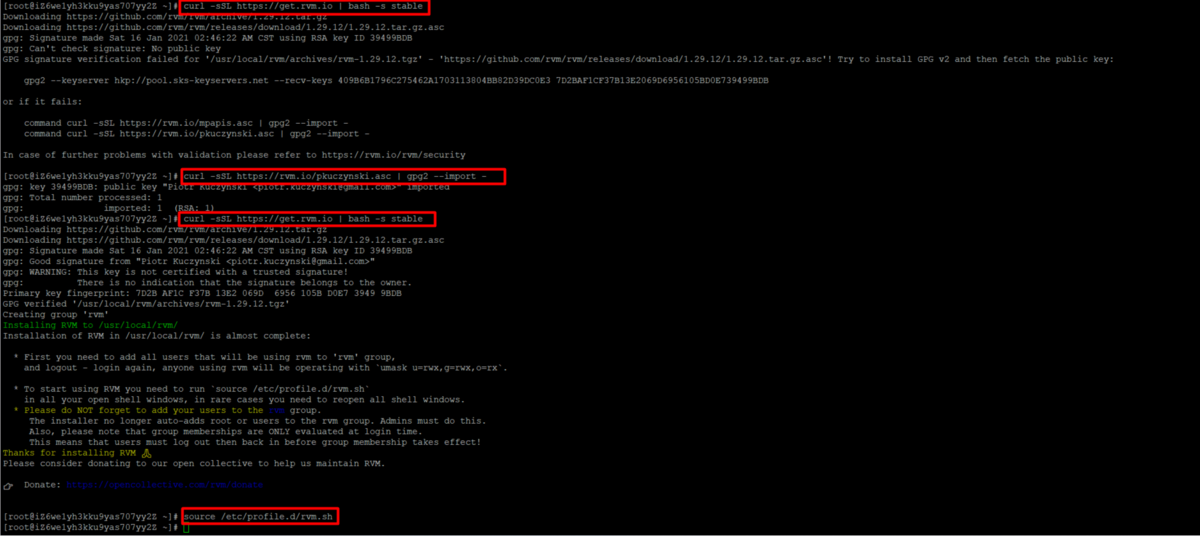 [root@iZ6we1yh3kku9yas707yy2Z ~]# curl -sSL https://get.rvm.io | bash -s stable
Downloading https://github.com/rvm/rvm/archive/1.29.12.tar.gz
Downloading https://github.com/rvm/rvm/releases/download/1.29.12/1.29.12.tar.gz.asc
gpg: Signature made Sat 16 Jan 2021 02:46:22 AM CST using RSA key ID 39499BDB
gpg: Can't check signature: No public key
GPG signature verification failed for '/usr/local/rvm/archives/rvm-1.29.12.tgz' - 'https://github.com/rvm/rvm/releases/download/1.29.12/1.29.12.tar.gz.asc'! Try to install GPG v2 and then fetch the public key:
gpg2 --keyserver hkp://pool.sks-keyservers.net --recv-keys 409B6B1796C275462A1703113804BB82D39DC0E3 7D2BAF1CF37B13E2069D6956105BD0E739499BDB
or if it fails:
command curl -sSL https://rvm.io/mpapis.asc | gpg2 --import -
command curl -sSL https://rvm.io/pkuczynski.asc | gpg2 --import -
In case of further problems with validation please refer to https://rvm.io/rvm/security
[root@iZ6we1yh3kku9yas707yy2Z ~]# curl -sSL https://rvm.io/pkuczynski.asc | gpg2 --import -
gpg: key 39499BDB: public key "Piotr Kuczynski <piotr.kuczynski@gmail.com>" imported
gpg: Total number processed: 1
gpg: imported: 1 (RSA: 1)
[root@iZ6we1yh3kku9yas707yy2Z ~]# curl -sSL https://get.rvm.io | bash -s stable
Downloading https://github.com/rvm/rvm/archive/1.29.12.tar.gz
Downloading https://github.com/rvm/rvm/releases/download/1.29.12/1.29.12.tar.gz.asc
gpg: Signature made Sat 16 Jan 2021 02:46:22 AM CST using RSA key ID 39499BDB
gpg: Good signature from "Piotr Kuczynski <piotr.kuczynski@gmail.com>"
gpg: WARNING: This key is not certified with a trusted signature!
gpg: There is no indication that the signature belongs to the owner.
Primary key fingerprint: 7D2B AF1C F37B 13E2 069D 6956 105B D0E7 3949 9BDB
GPG verified '/usr/local/rvm/archives/rvm-1.29.12.tgz'
Creating group 'rvm'
Installing RVM to /usr/local/rvm/
Installation of RVM in /usr/local/rvm/ is almost complete:
* First you need to add all users that will be using rvm to 'rvm' group,
and logout - login again, anyone using rvm will be operating with `umask u=rwx,g=rwx,o=rx`.
* To start using RVM you need to run `source /etc/profile.d/rvm.sh`
in all your open shell windows, in rare cases you need to reopen all shell windows.
* Please do NOT forget to add your users to the rvm group.
The installer no longer auto-adds root or users to the rvm group. Admins must do this.
Also, please note that group memberships are ONLY evaluated at login time.
This means that users must log out then back in before group membership takes effect!
Thanks for installing RVM 🙏
Please consider donating to our open collective to help us maintain RVM.
👉 Donate: https://opencollective.com/rvm/donate
[root@iZ6we1yh3kku9yas707yy2Z ~]# source /etc/profile.d/rvm.sh
[root@iZ6we1yh3kku9yas707yy2Z ~]#